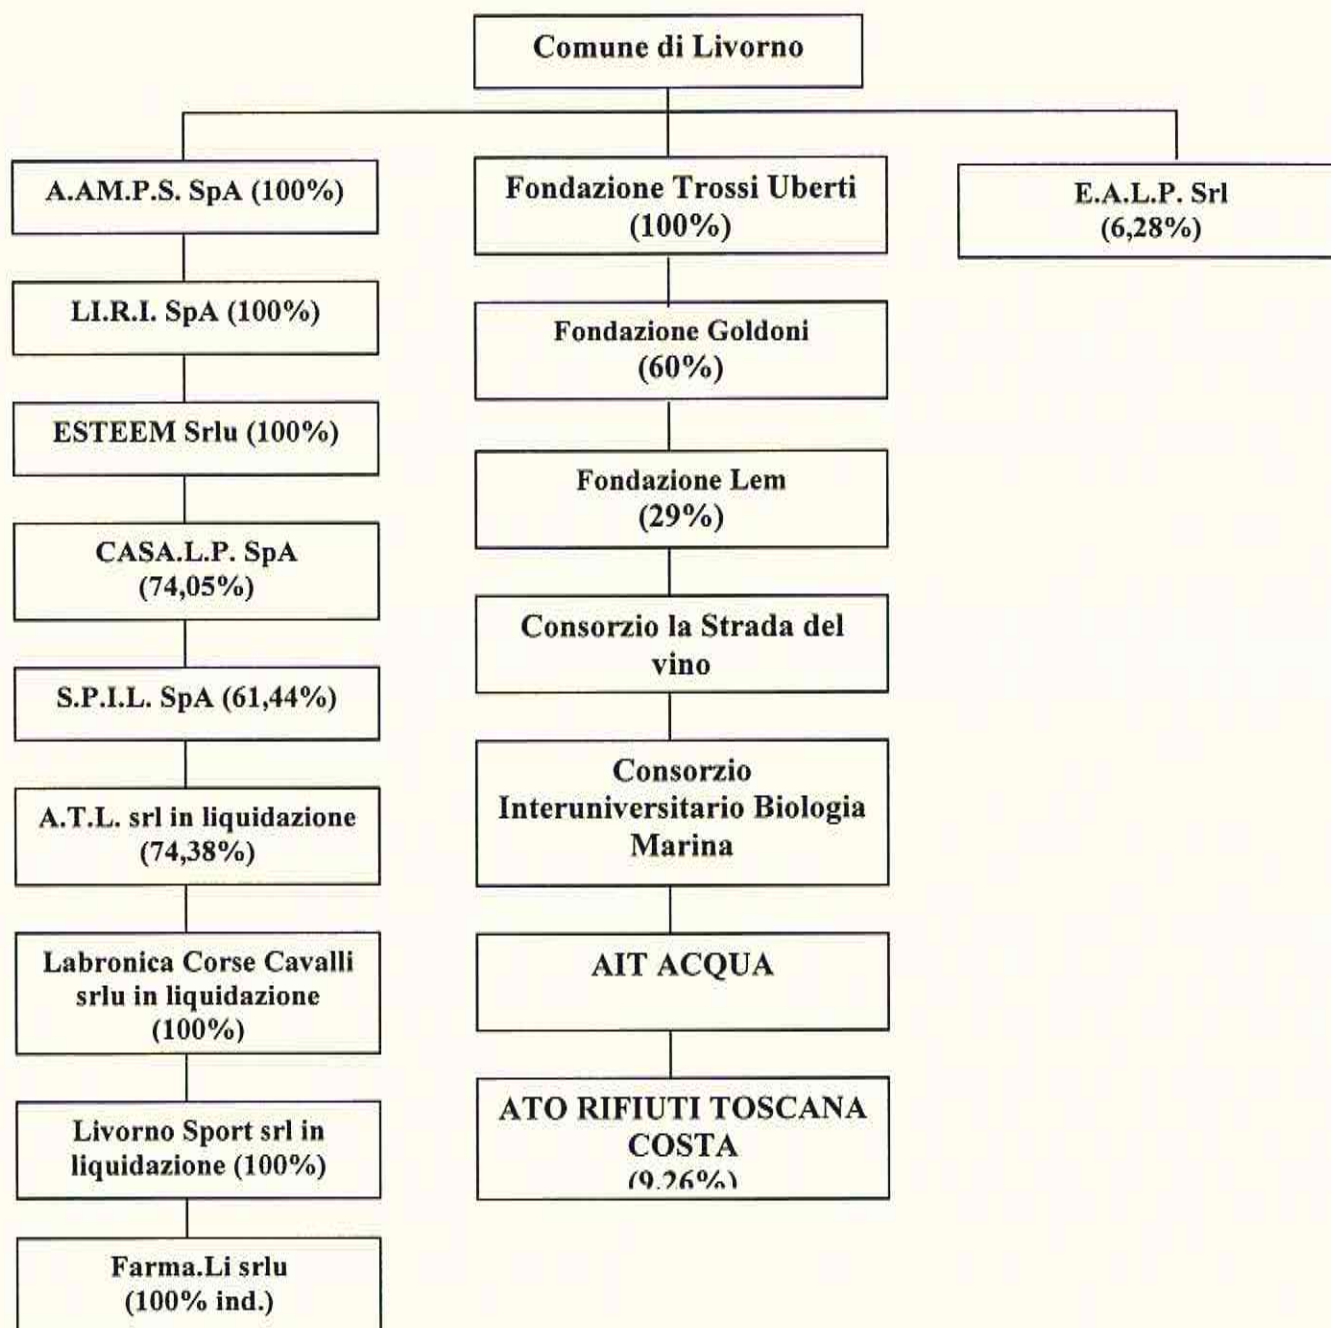 Comune di Livorno
A.AM.P.S. SpA (100%)
LI.R.I. SpA (100%)
ESTEEM Srlu (100%)
CASA.L.P. SpA
(74,05%)
S.P.I.L. SpA (61,44%)
A.T.L. srl in liquidazione
(74,38%)
Labronica Corse Cavalli
srlu in liquidazione
(100%)
Livorno Sport srl in
liquidazione (100%)
Farma.Li srlu
(100% ind.)
Fondazione Trossi Uberti
(100%)
Fondazione Goldoni
(60%)
Fondazione Lem
(29%)
Consorzio la Strada del
vino
Consorzio
Interuniversitario Biologia
Marina
AIT ACQUA
ATO RIFIUTI TOSCANA
COSTA
(9,26%)
E.A.L.P. Srl
(6,28%)